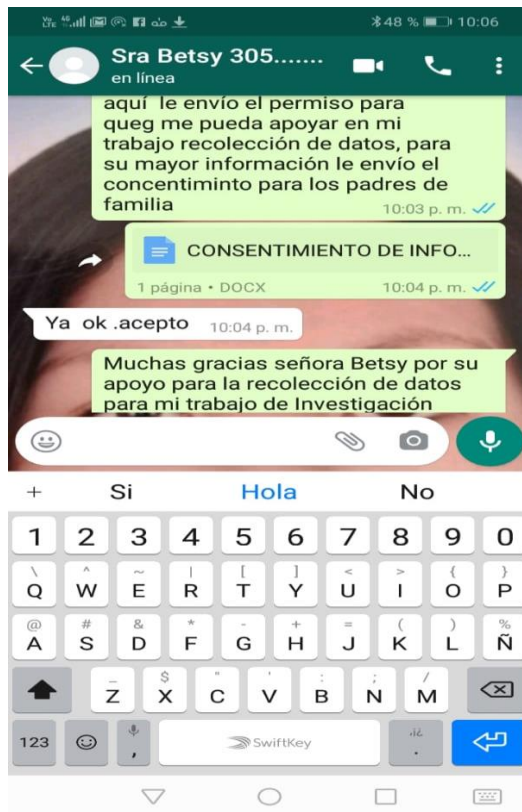 48 % 10:06
Sra Betsy 305.......
en línea
aquí le envío el permiso para
queg me pueda apoyar en mi
trabajo recolección de datos, para
su mayor información le envío el
concentiminto para los padres de
familia
10:03 p. m.
CONSENTIMIENTO DE INFO...
1 página • DOCX 10:04 p. m.
Ya ok .acepto 10:04 p. m.
Muchas gracias señora Betsy por su
apoyo para la recolección de datos
para mi trabajo de Investigación
+ Si Hola No
1 2 3 4 5 6 7 8 9 0
\ ^ ~ | [ ] < > { }
Q W E R T Y U I O P
@ # & * - + = ( ) %
A S D F G H J K L Ñ
_ $ " ' : ; /
Z X C V B N M
123 , SwiftKey .